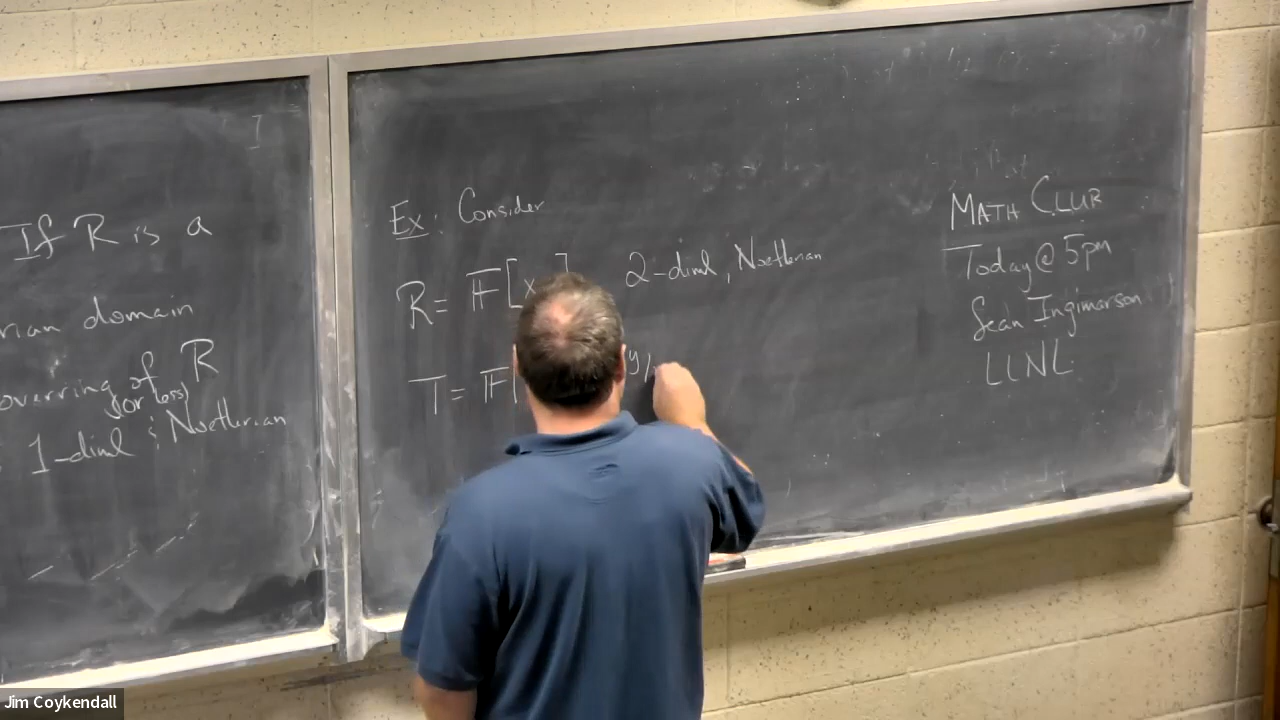 If R is a
rian domain
overring of R
(or less)
1-diml & Noetherian
Ex: Consider
R = F[x ] 2-diml, Noetherian
T = F[ y/
MATH CLUB
Today @ 5pm
Sean Ingimarson
LLNL
Jim Coykendall